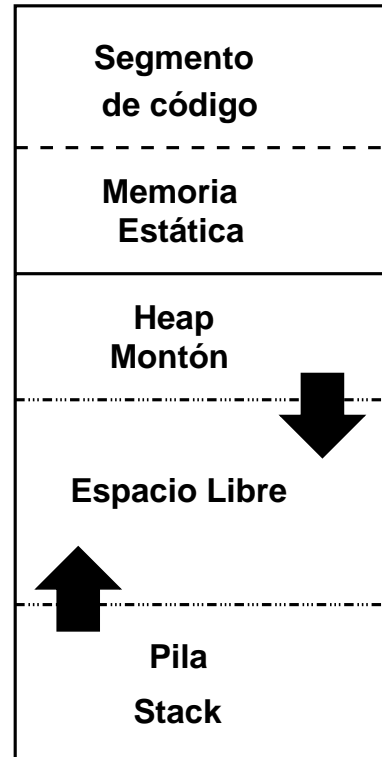 Segmento
de código
Memoria
Estática
Heap
Montón
Espacio Libre
Pila
Stack